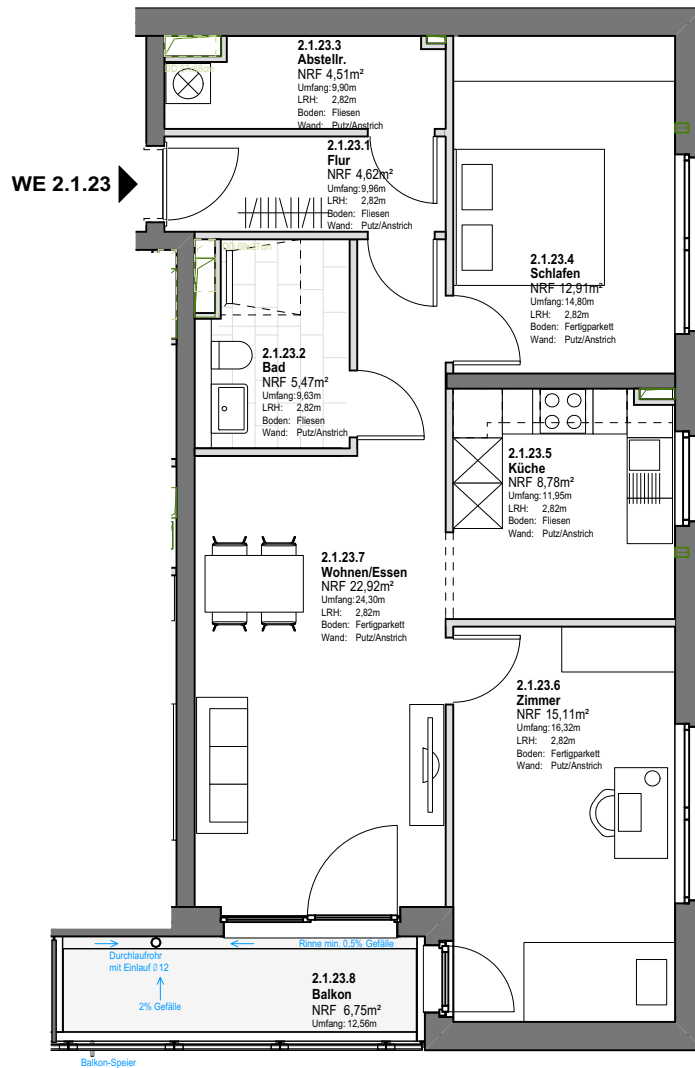 2.1.23.3
Abstellr.
NRF 4,51m²
Umfang: 9,90m
LRH: 2,82m
Boden: Fliesen
Wand: Putz/Anstrich
WE 2.1.23
2.1.23.1
Flur
NRF 4,62m²
Umfang: 9,96m
LRH: 2,82m
Boden: Fliesen
Wand: Putz/Anstrich
2.1.23.4
Schlafen
NRF 12,91m²
Umfang: 14,80m
LRH: 2,82m
Boden: Fertigparkett
Wand: Putz/Anstrich
2.1.23.2
Bad
NRF 5,47m²
Umfang: 9,63m
LRH: 2,82m
Boden: Fliesen
Wand: Putz/Anstrich
2.1.23.5
Küche
NRF 8,78m²
Umfang: 11,95m
LRH: 2,82m
Boden: Fliesen
Wand: Putz/Anstrich
2.1.23.7
Wohnen/Essen
NRF 22,92m²
Umfang: 24,30m
LRH: 2,82m
Boden: Fertigparkett
Wand: Putz/Anstrich
2.1.23.6
Zimmer
NRF 15,11m²
Umfang: 16,32m
LRH: 2,82m
Boden: Fertigparkett
Wand: Putz/Anstrich
Rinne min. 0,5% Gefälle
Durchlaufrohr
mit Einlauf Ø12
2% Gefälle
2.1.23.8
Balkon
NRF 6,75m²
Umfang: 12,56m
Balkon-Speier